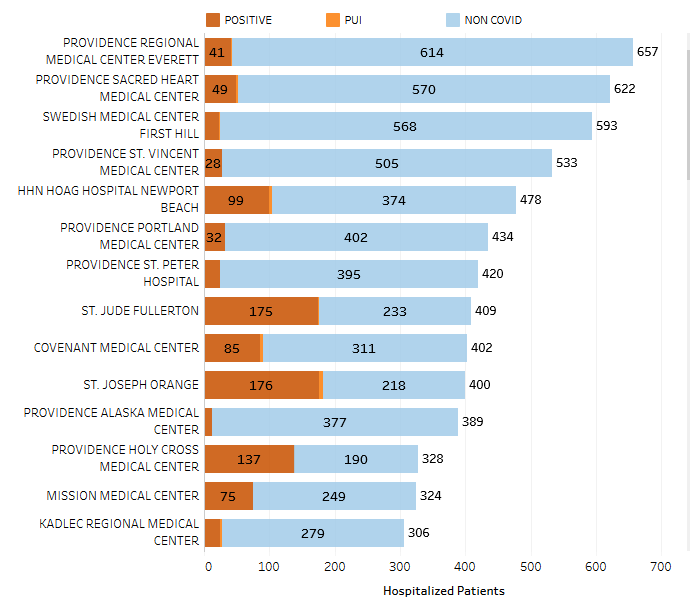 POSITIVE PUI NON COVID
PROVIDENCE REGIONAL
MEDICAL CENTER EVERETT
41 614 657
PROVIDENCE SACRED HEART
MEDICAL CENTER
49 570 622
SWEDISH MEDICAL CENTER
FIRST HILL
568 593
PROVIDENCE ST. VINCENT
MEDICAL CENTER
28 505 533
HHN HOAG HOSPITAL NEWPORT
BEACH
99 374 478
PROVIDENCE PORTLAND
MEDICAL CENTER
32 402 434
PROVIDENCE ST. PETER
HOSPITAL
395 420
ST. JUDE FULLERTON
175 233 409
COVENANT MEDICAL CENTER
85 311 402
ST. JOSEPH ORANGE
176 218 400
PROVIDENCE ALASKA MEDICAL
CENTER
377 389
PROVIDENCE HOLY CROSS
MEDICAL CENTER
137 190 328
MISSION MEDICAL CENTER
75 249 324
KADLEC REGIONAL MEDICAL
CENTER
279 306
0 100 200 300 400 500 600 700
Hospitalized Patients